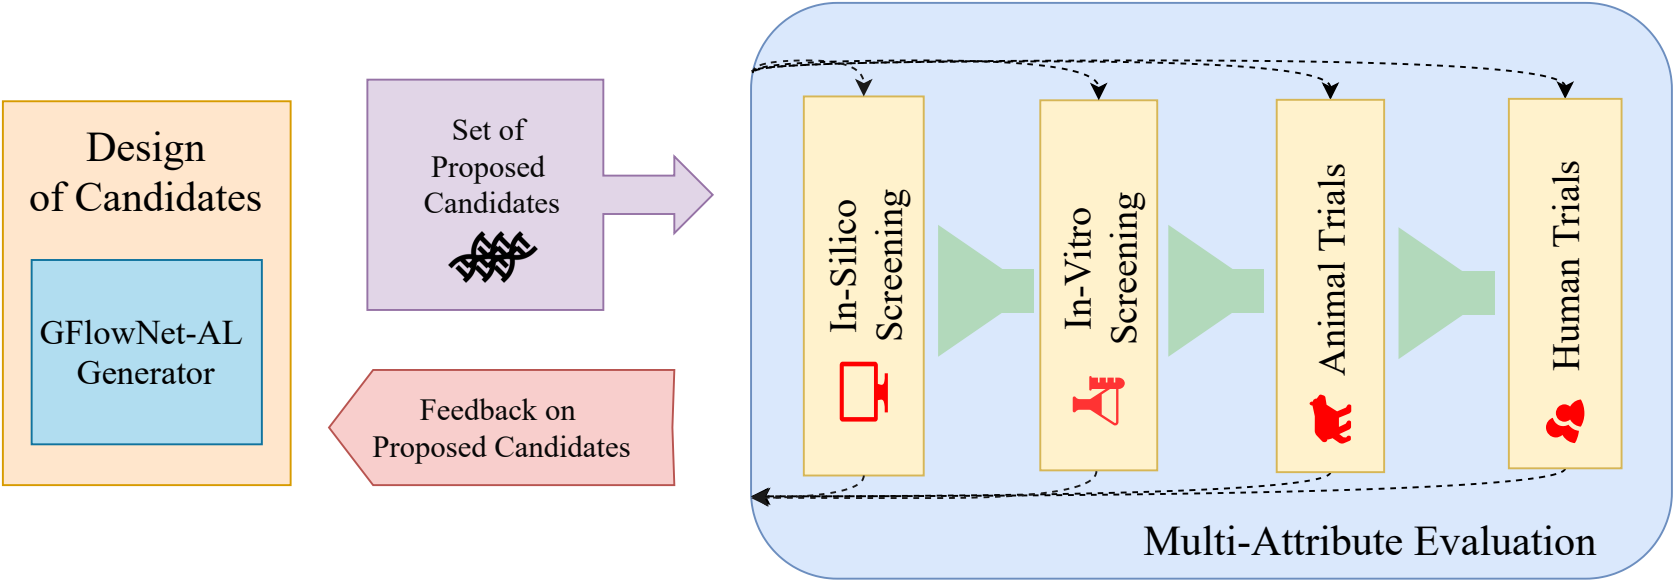 Design
of Candidates
GFlowNet-AL
Generator
Set of
Proposed
Candidates
Feedback on
Proposed Candidates
In-Silico
Screening
In-Vitro
Screening
Animal Trials
Human Trials
Multi-Attribute Evaluation